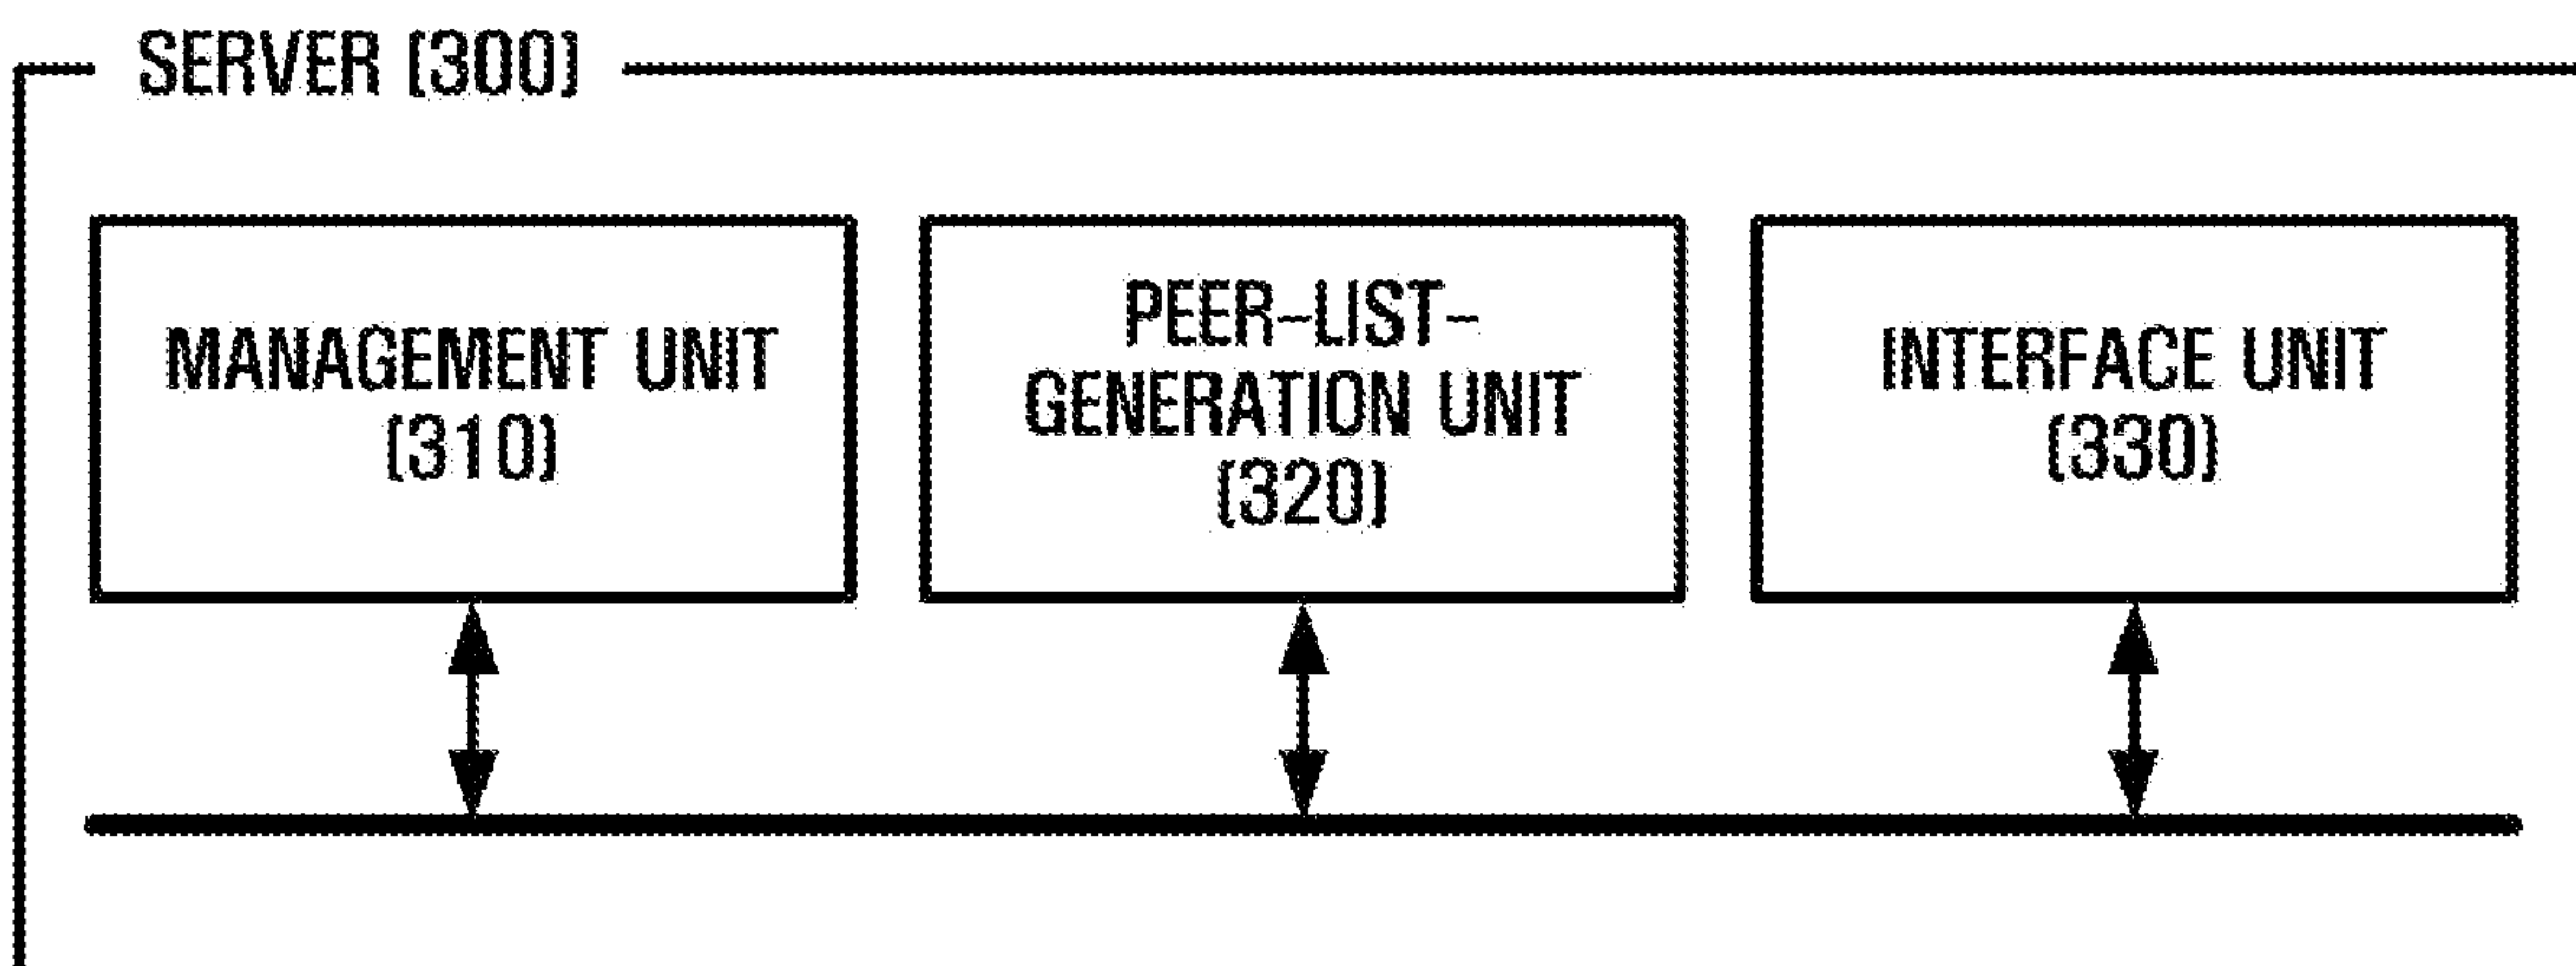 SERVER (300)
MANAGEMENT UNIT
(310)
PEER-LIST-
GENERATION UNIT
(320)
INTERFACE UNIT
(330)